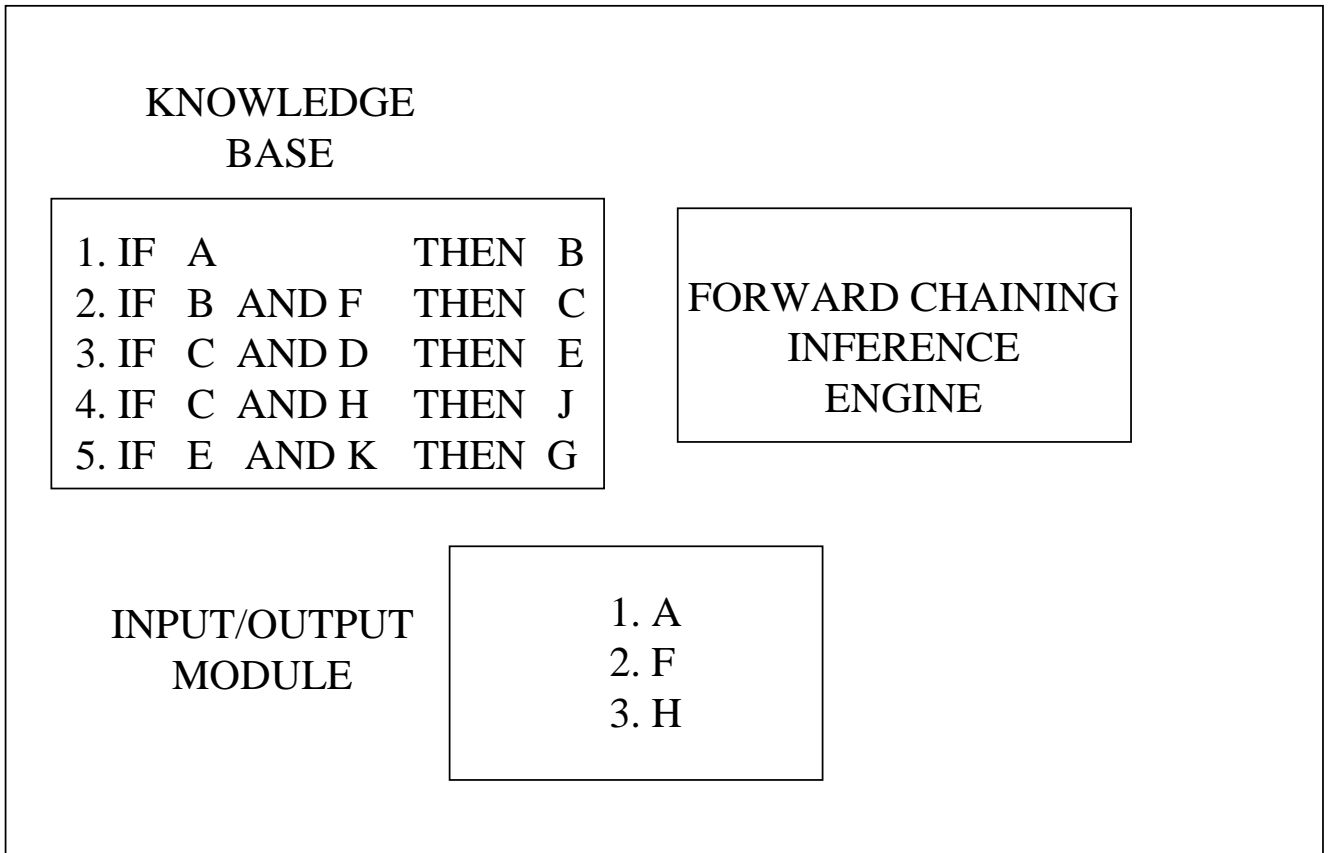 KNOWLEDGE
BASE
1. IF A THEN B
2. IF B AND F THEN C
3. IF C AND D THEN E
4. IF C AND H THEN J
5. IF E AND K THEN G
FORWARD CHAINING
INFERENCE
ENGINE
INPUT/OUTPUT
MODULE
1. A
2. F
3. H